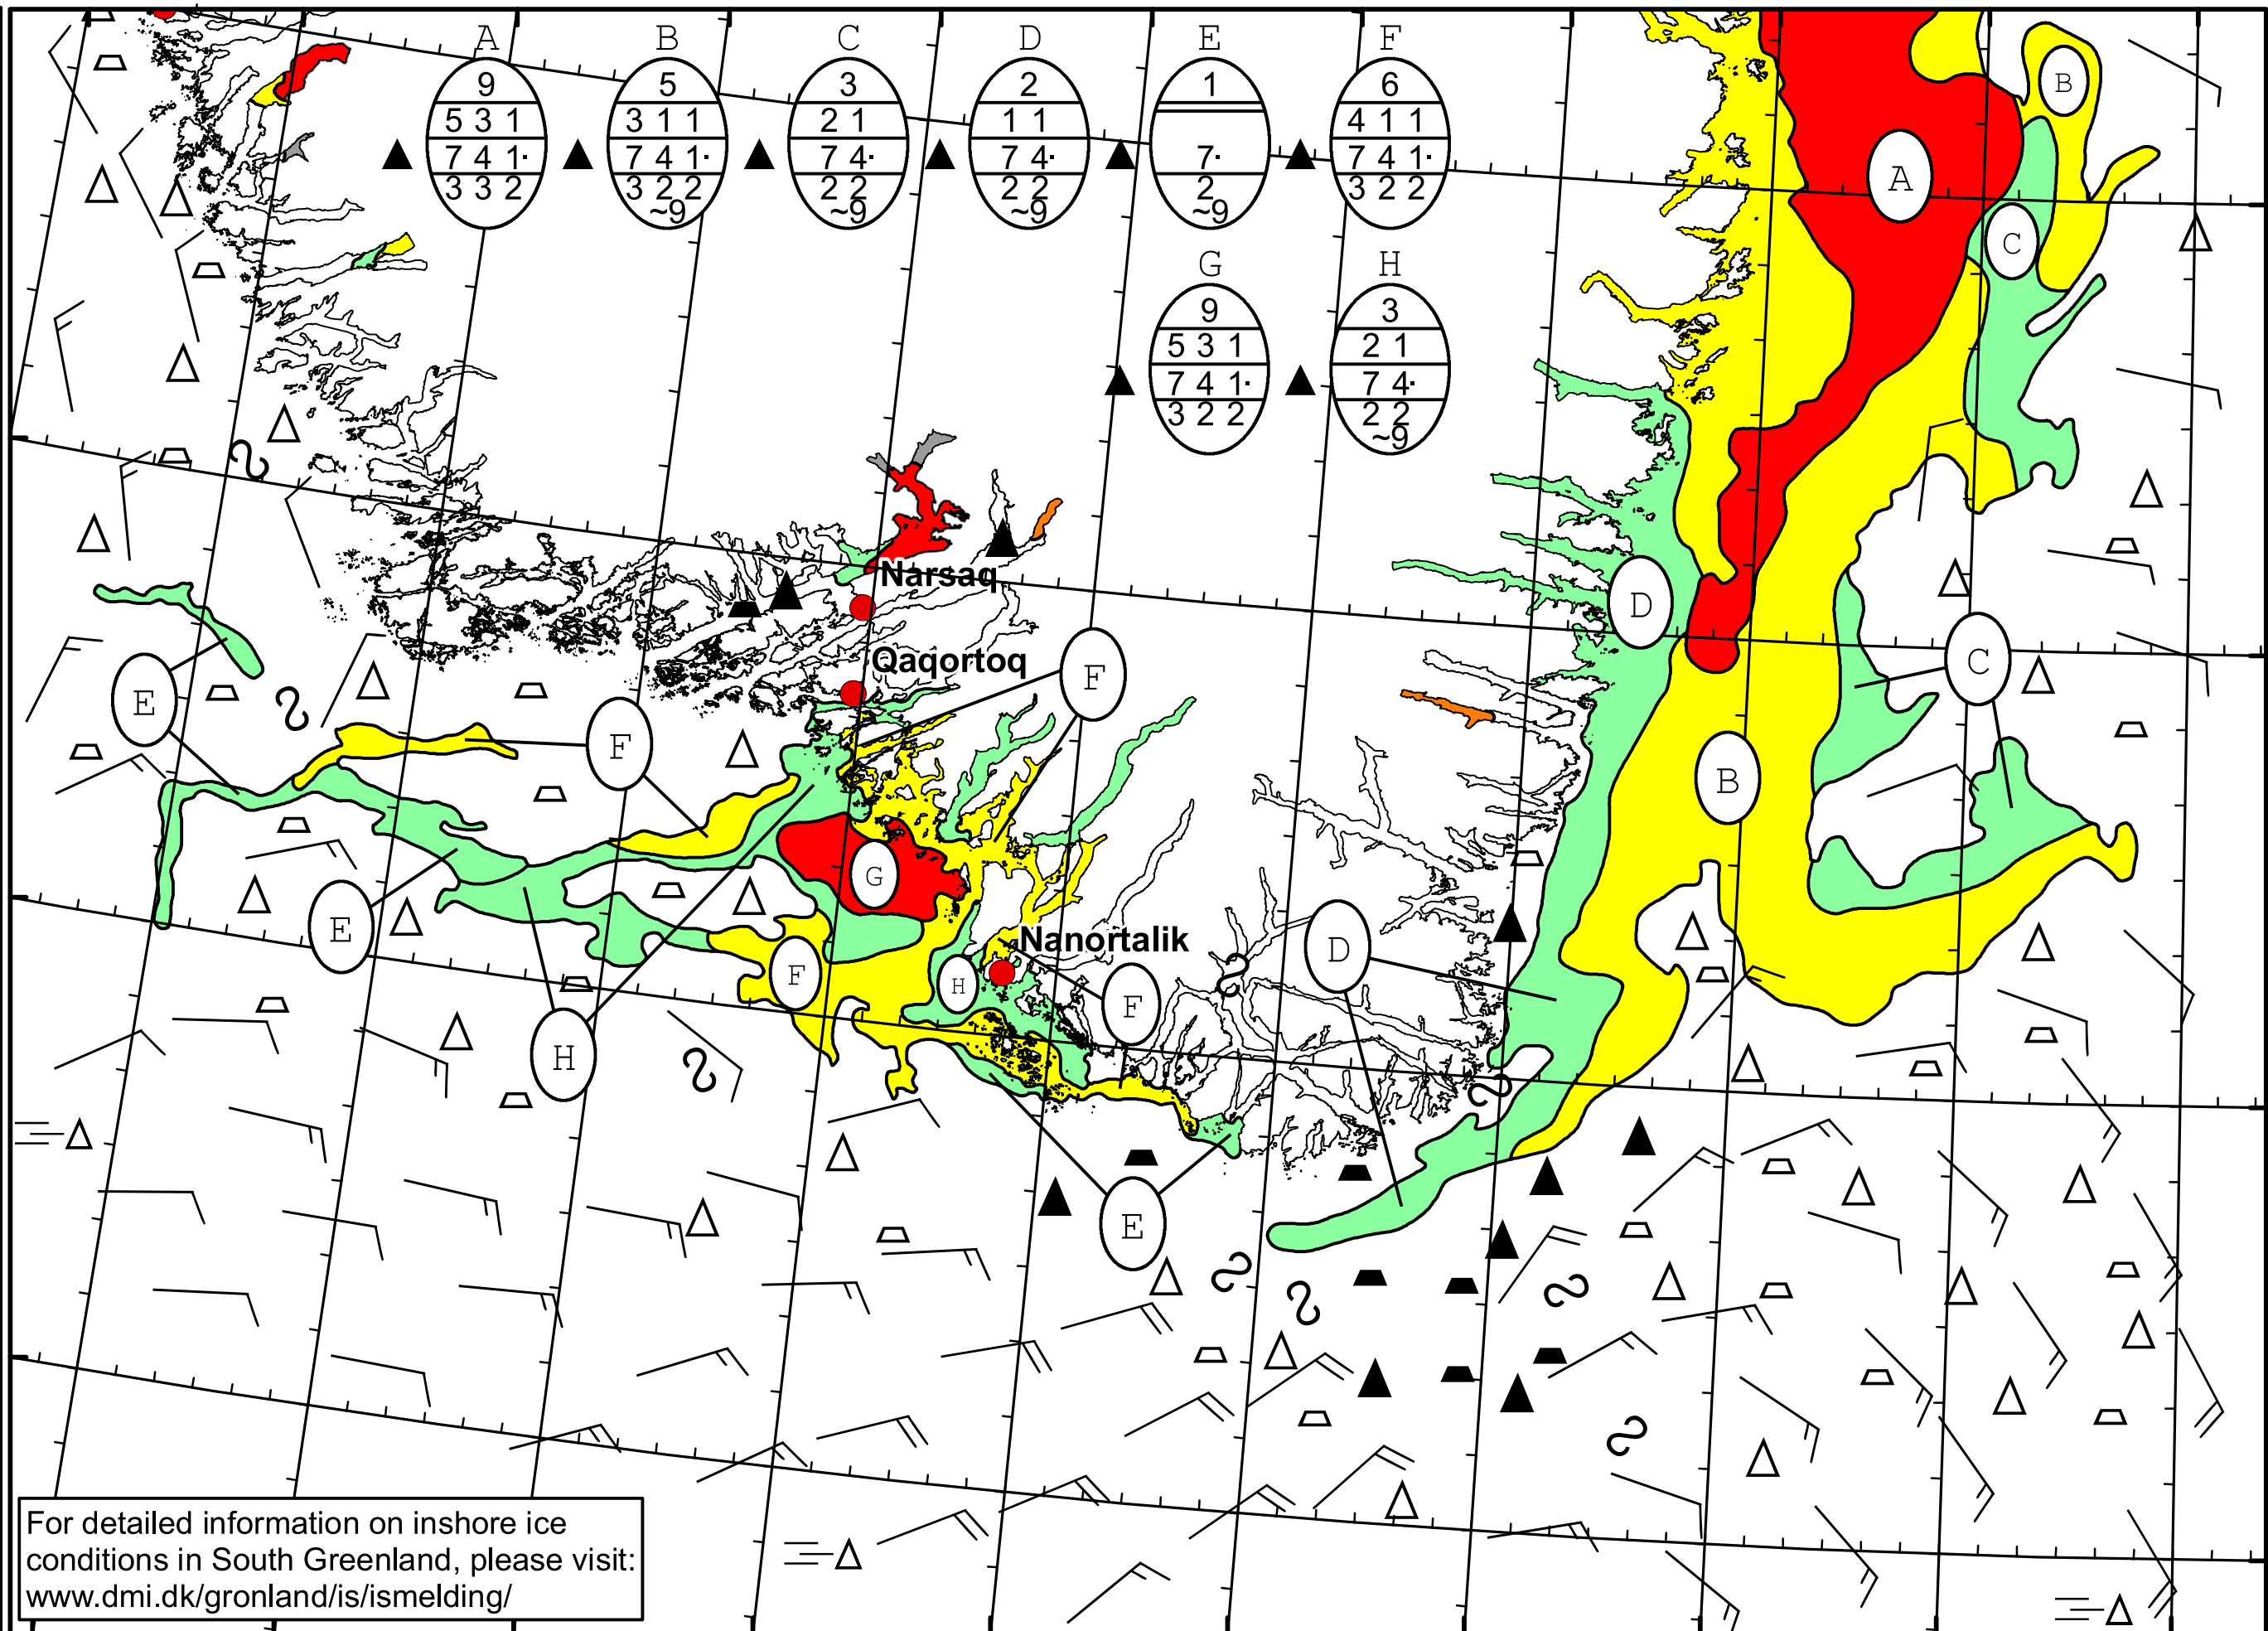 A B C D E F
9 5 3 2 1 6
5 3 1 3 1 1 2 1 1 1 4 1 1
7 4 1· 7 4 1· 7 4· 7 4· 7· 7 4 1·
3 3 2 3 2 2 2 2 2 2 2 3 2 2
~9 ~9 ~9 ~9
G H
9 3
5 3 1 2 1
7 4 1· 7 4·
3 2 2 2 2
~9
B
A
C
Narsaq
D
Qaqortoq
F
C
E
F
B
G
E
Nanortalik
D
F
H
F
H
E
For detailed information on inshore ice
conditions in South Greenland, please visit:
www.dmi.dk/gronland/is/ismelding/